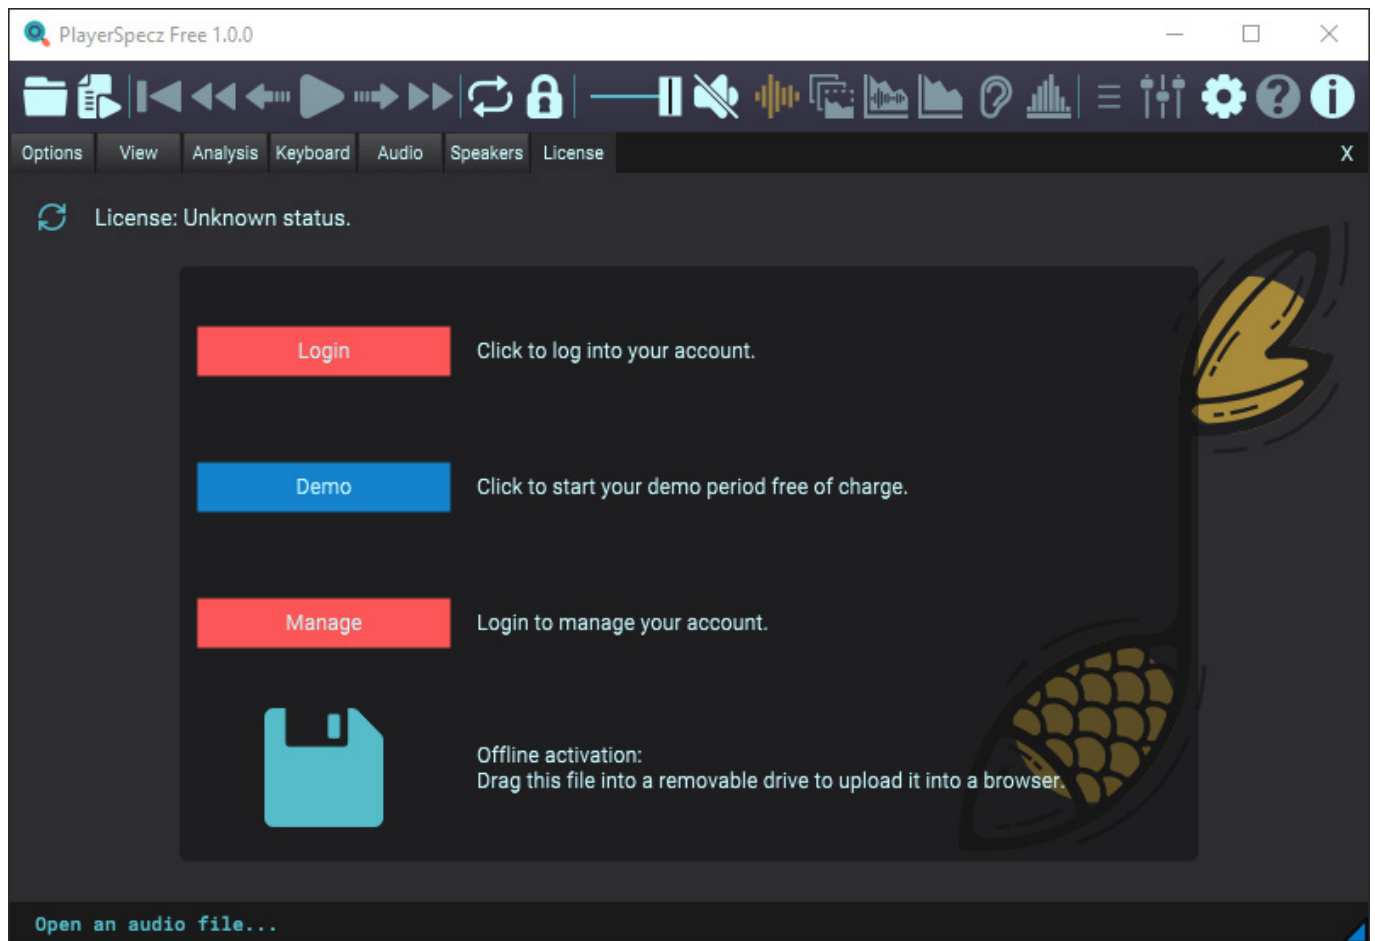 PlayerSpecz Free 1.0.0
Options View Analysis Keyboard Audio Speakers License X
License: Unknown status.
Login Click to log into your account.
Demo Click to start your demo period free of charge.
Manage Login to manage your account.
Offline activation:
Drag this file into a removable drive to upload it into a browser.
Open an audio file...